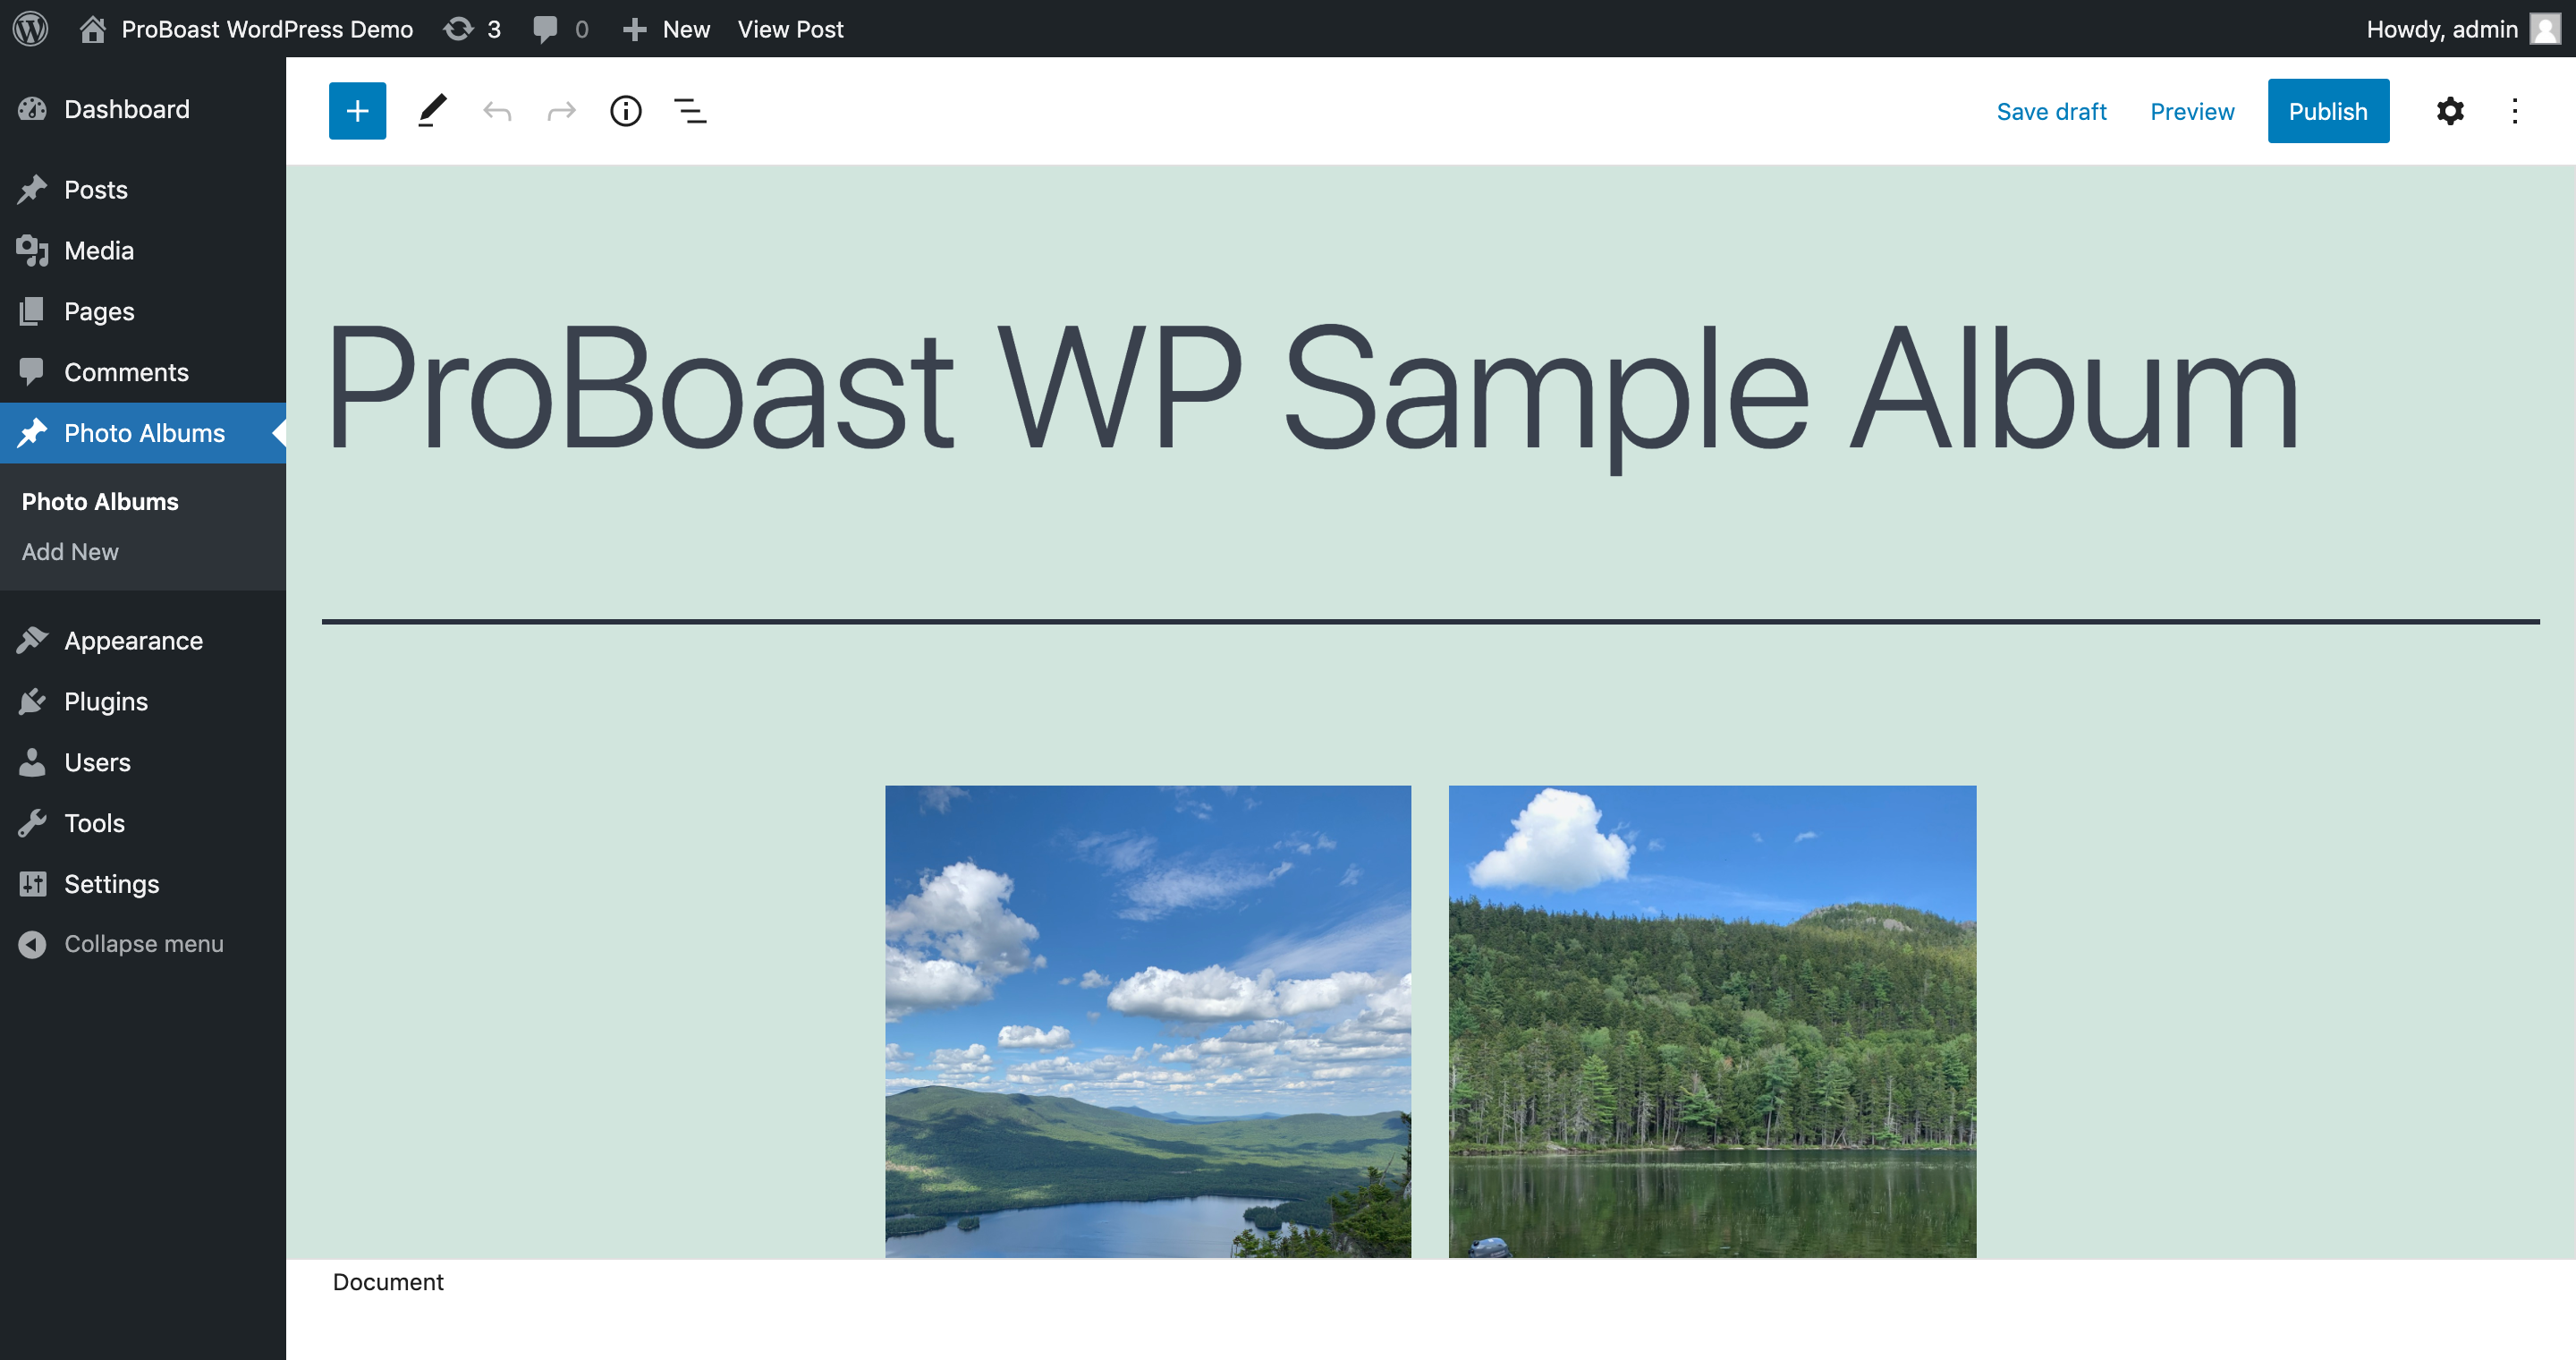 ProBoast WordPress Demo 3 0 New View Post Howdy, admin
Dashboard
Posts
Media
Pages
Comments
Photo Albums
Photo Albums
Add New
Appearance
Plugins
Users
Tools
Settings
Collapse menu
Save draft Preview Publish
ProBoast WP Sample Album
Document